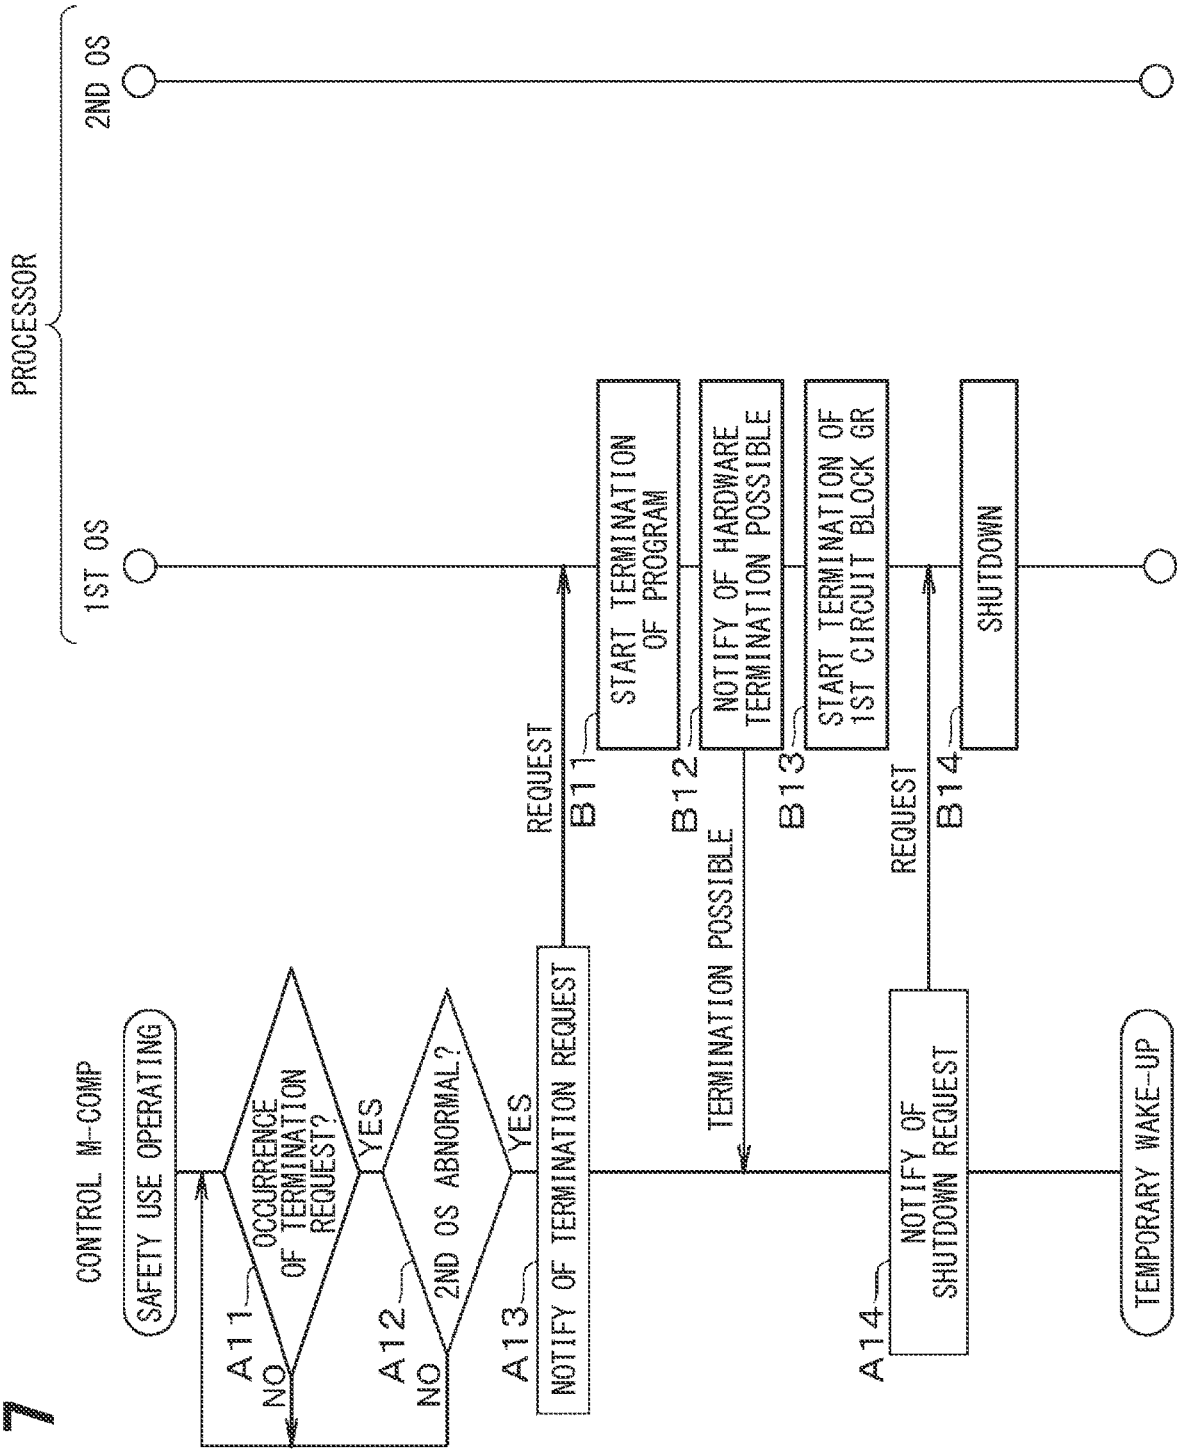 7
PROCESSOR
CONTROL M-COMP
1ST OS
2ND OS
SAFETY USE OPERATING
A11
OCCURRENCE
OF TERMINATION
REQUEST?
NO
YES
A12
2ND OS ABNORMAL?
NO
YES
A13
NOTIFY OF TERMINATION REQUEST
REQUEST
B11
START TERMINATION
OF PROGRAM
B12
NOTIFY OF HARDWARE
TERMINATION POSSIBLE
TERMINATION POSSIBLE
B13
START TERMINATION OF
1ST CIRCUIT BLOCK GR
A14
NOTIFY OF
SHUTDOWN REQUEST
REQUEST
B14
SHUTDOWN
TEMPORARY WAKE-UP